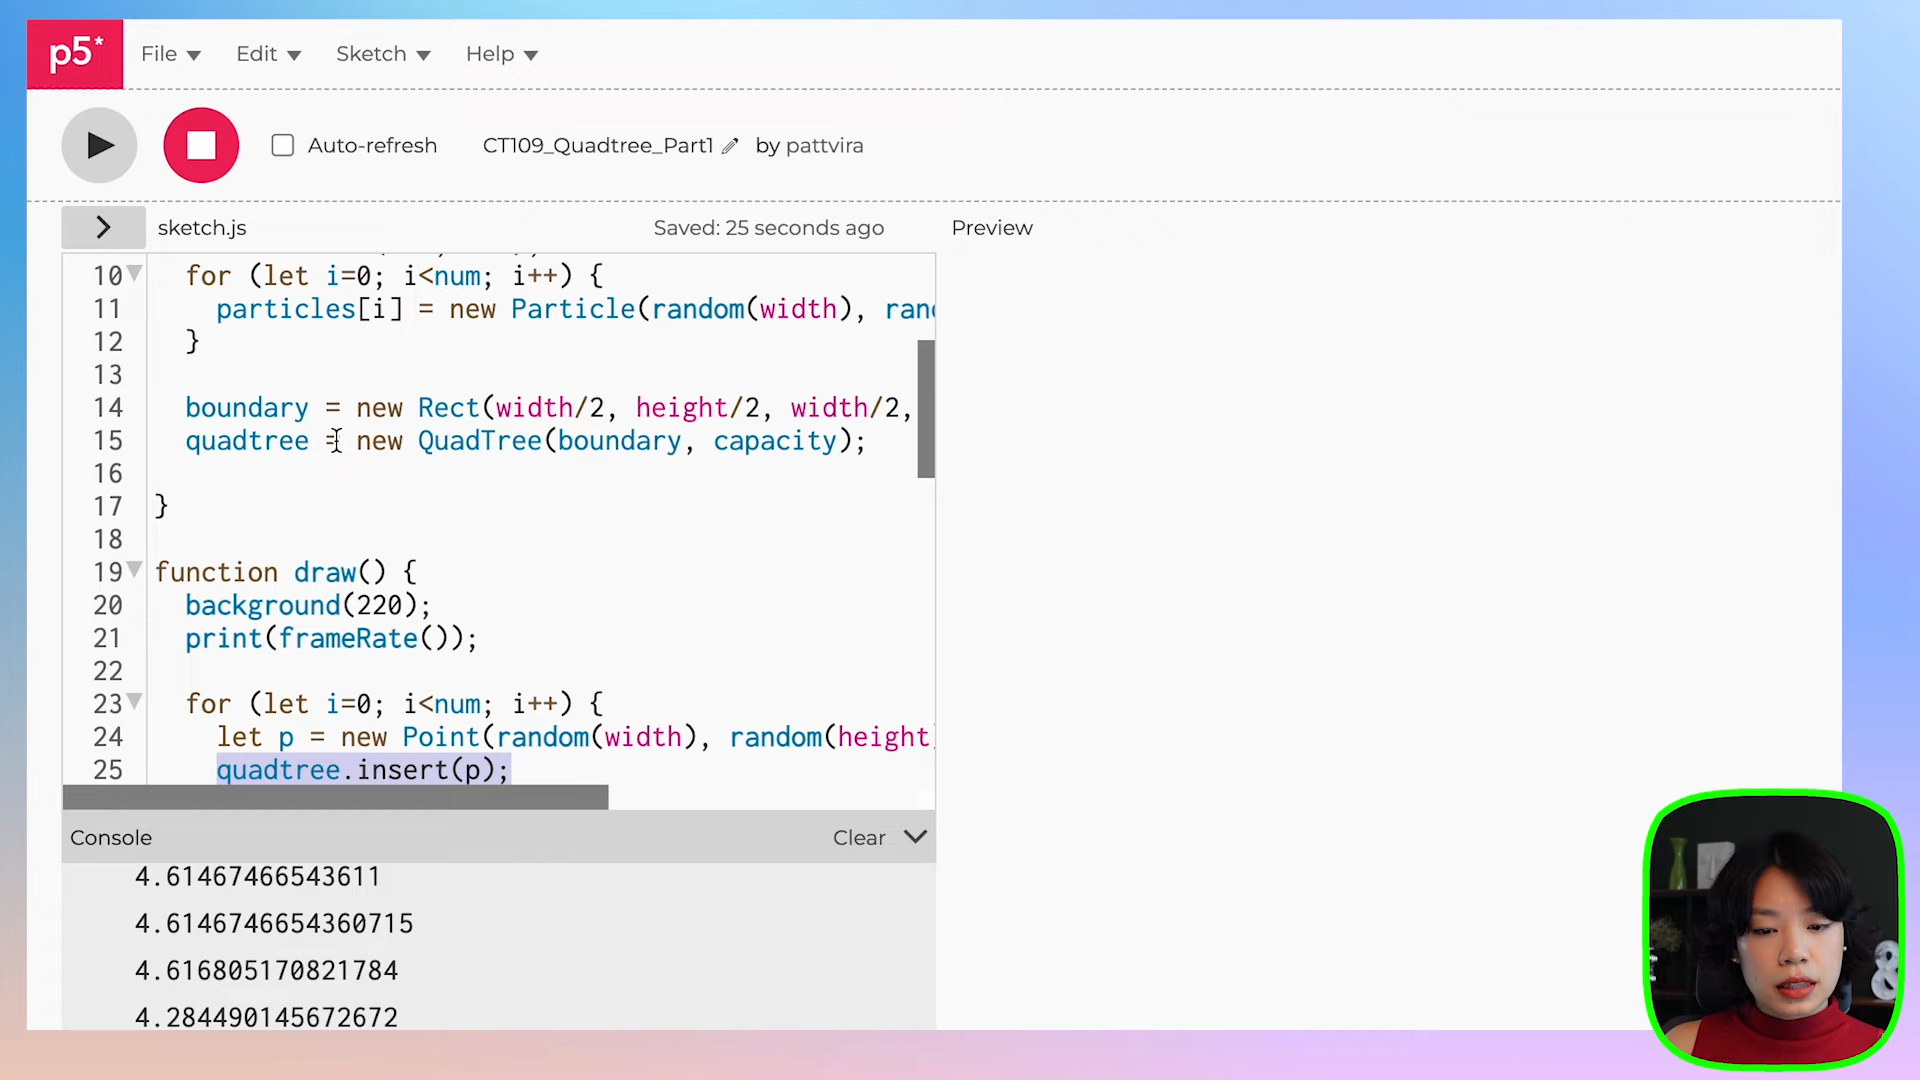 p5*
File Edit Sketch Help
Auto-refresh CT109_Quadtree_Part1 by pattvira
sketch.js Saved: 25 seconds ago Preview
10 for (let i=0; i<num; i++) {
11 particles[i] = new Particle(random(width), ran
12 }
13
14 boundary = new Rect(width/2, height/2, width/2,
15 quadtree = new QuadTree(boundary, capacity);
16
17 }
18
19 function draw() {
20 background(220);
21 print(frameRate());
22
23 for (let i=0; i<num; i++) {
24 let p = new Point(random(width), random(height)
25 quadtree.insert(p);
Console Clear
4.61467466543611
4.6146746654360715
4.616805170821784
4.284490145672672